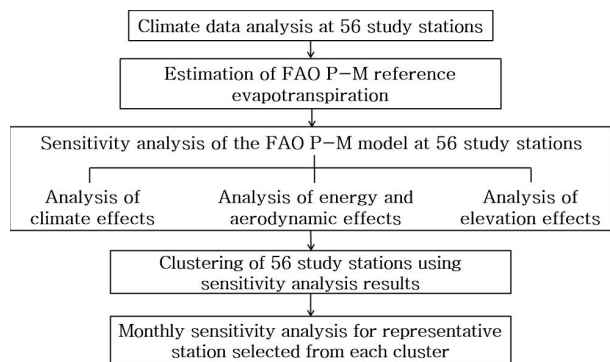 Climate data analysis at 56 study stations
Estimation of FAO P-M reference
evapotranspiration
Sensitivity analysis of the FAO P-M model at 56 study stations
Analysis of
climate effects
Analysis of energy and
aerodynamic effects
Analysis of
elevation effects
Clustering of 56 study stations using
sensitivity analysis results
Monthly sensitivity analysis for representative
station selected from each cluster